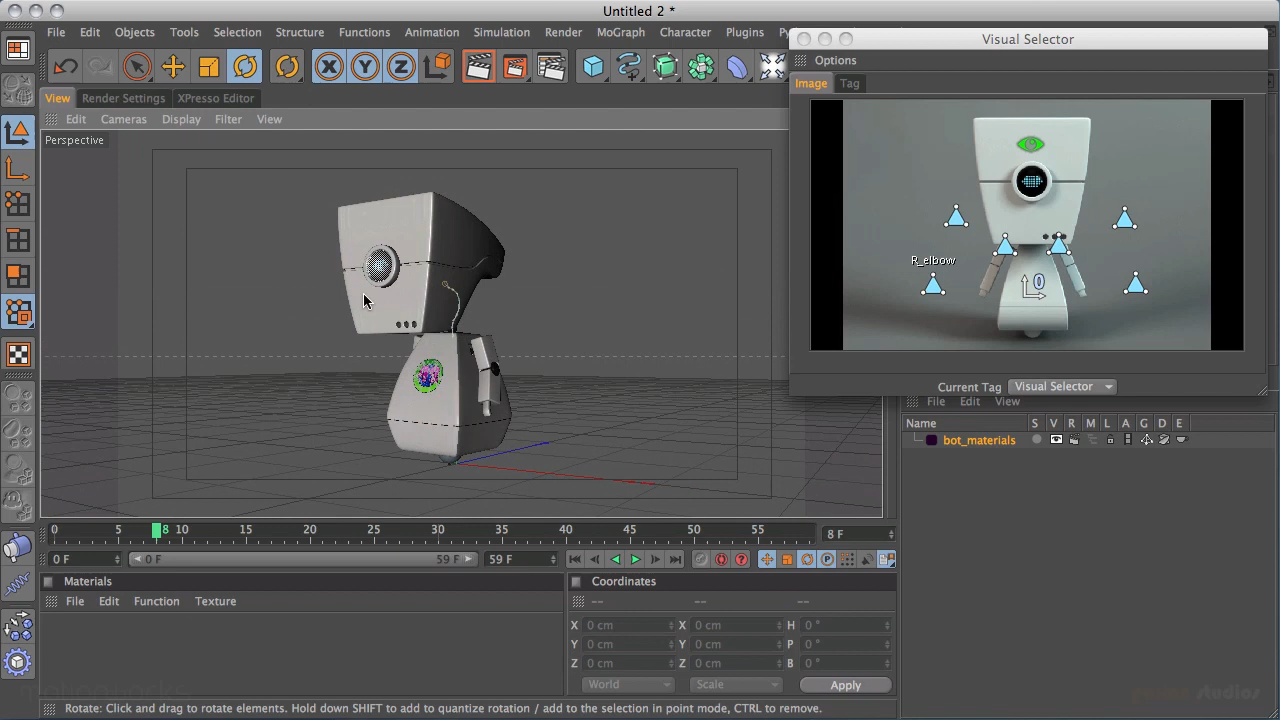 Untitled 2 *
File Edit Objects Tools Selection Structure Functions Animation Simulation Render MoGraph Character Plugins
Visual Selector
Options
X Y Z
Image Tag
View Render Settings XPresso Editor
Edit Cameras Display Filter View
Perspective
R_elbow
0
Current Tag Visual Selector
File Edit View
Name S V R M L A G D E
bot_materials
0 5 8 10 15 20 25 30 35 40 45 50 55 8 F
0 F 0 F 59 F 59 F
P
Materials Coordinates
File Edit Function Texture -- -- --
X 0 cm X 0 cm H 0 °
Y 0 cm Y 0 cm P 0 °
Z 0 cm Z 0 cm B 0 °
World Scale Apply
studios
Rotate: Click and drag to rotate elements. Hold down SHIFT to add to quantize rotation / add to the selection in point mode, CTRL to remove.